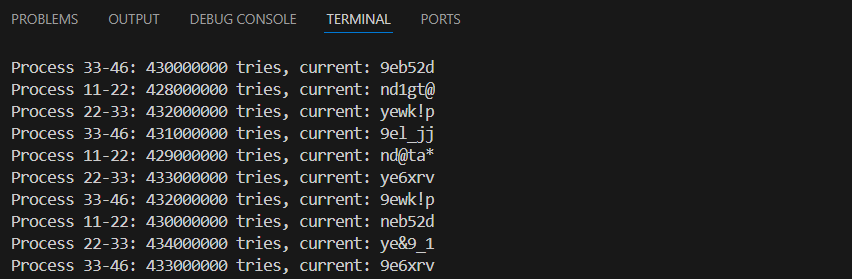 PROBLEMS OUTPUT DEBUG CONSOLE TERMINAL PORTS
Process 33-46: 430000000 tries, current: 9eb52d
Process 11-22: 428000000 tries, current: nd1gt@
Process 22-33: 432000000 tries, current: yewk!p
Process 33-46: 431000000 tries, current: 9el_jj
Process 11-22: 429000000 tries, current: nd@ta*
Process 22-33: 433000000 tries, current: ye6xrv
Process 33-46: 432000000 tries, current: 9ewk!p
Process 11-22: 430000000 tries, current: neb52d
Process 22-33: 434000000 tries, current: ye&9_1
Process 33-46: 433000000 tries, current: 9e6xrv